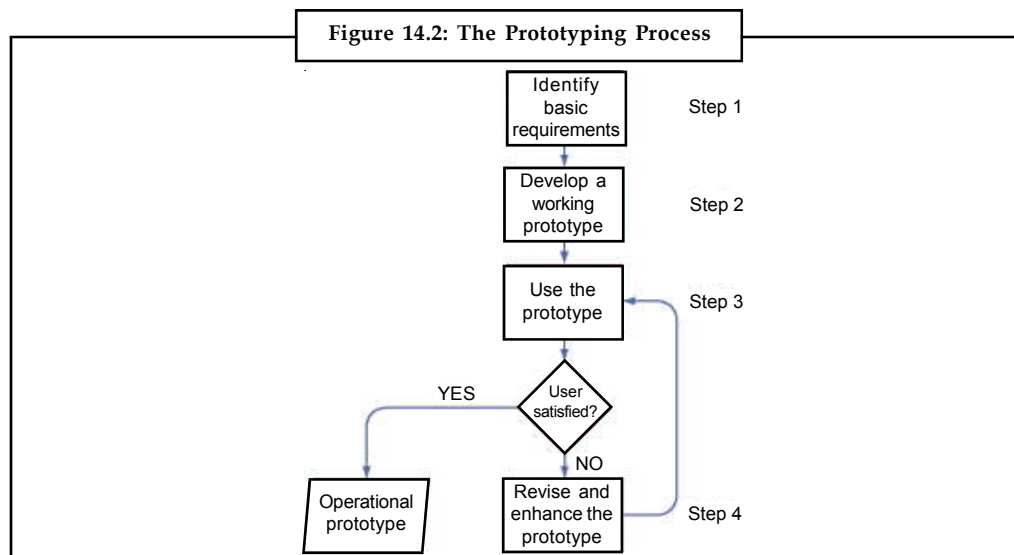 Figure 14.2: The Prototyping Process
Identify
basic
requirements
Step 1
Develop a
working
prototype
Step 2
Use the
prototype
Step 3
User
satisfied?
YES
NO
Operational
prototype
Revise and
enhance the
prototype
Step 4